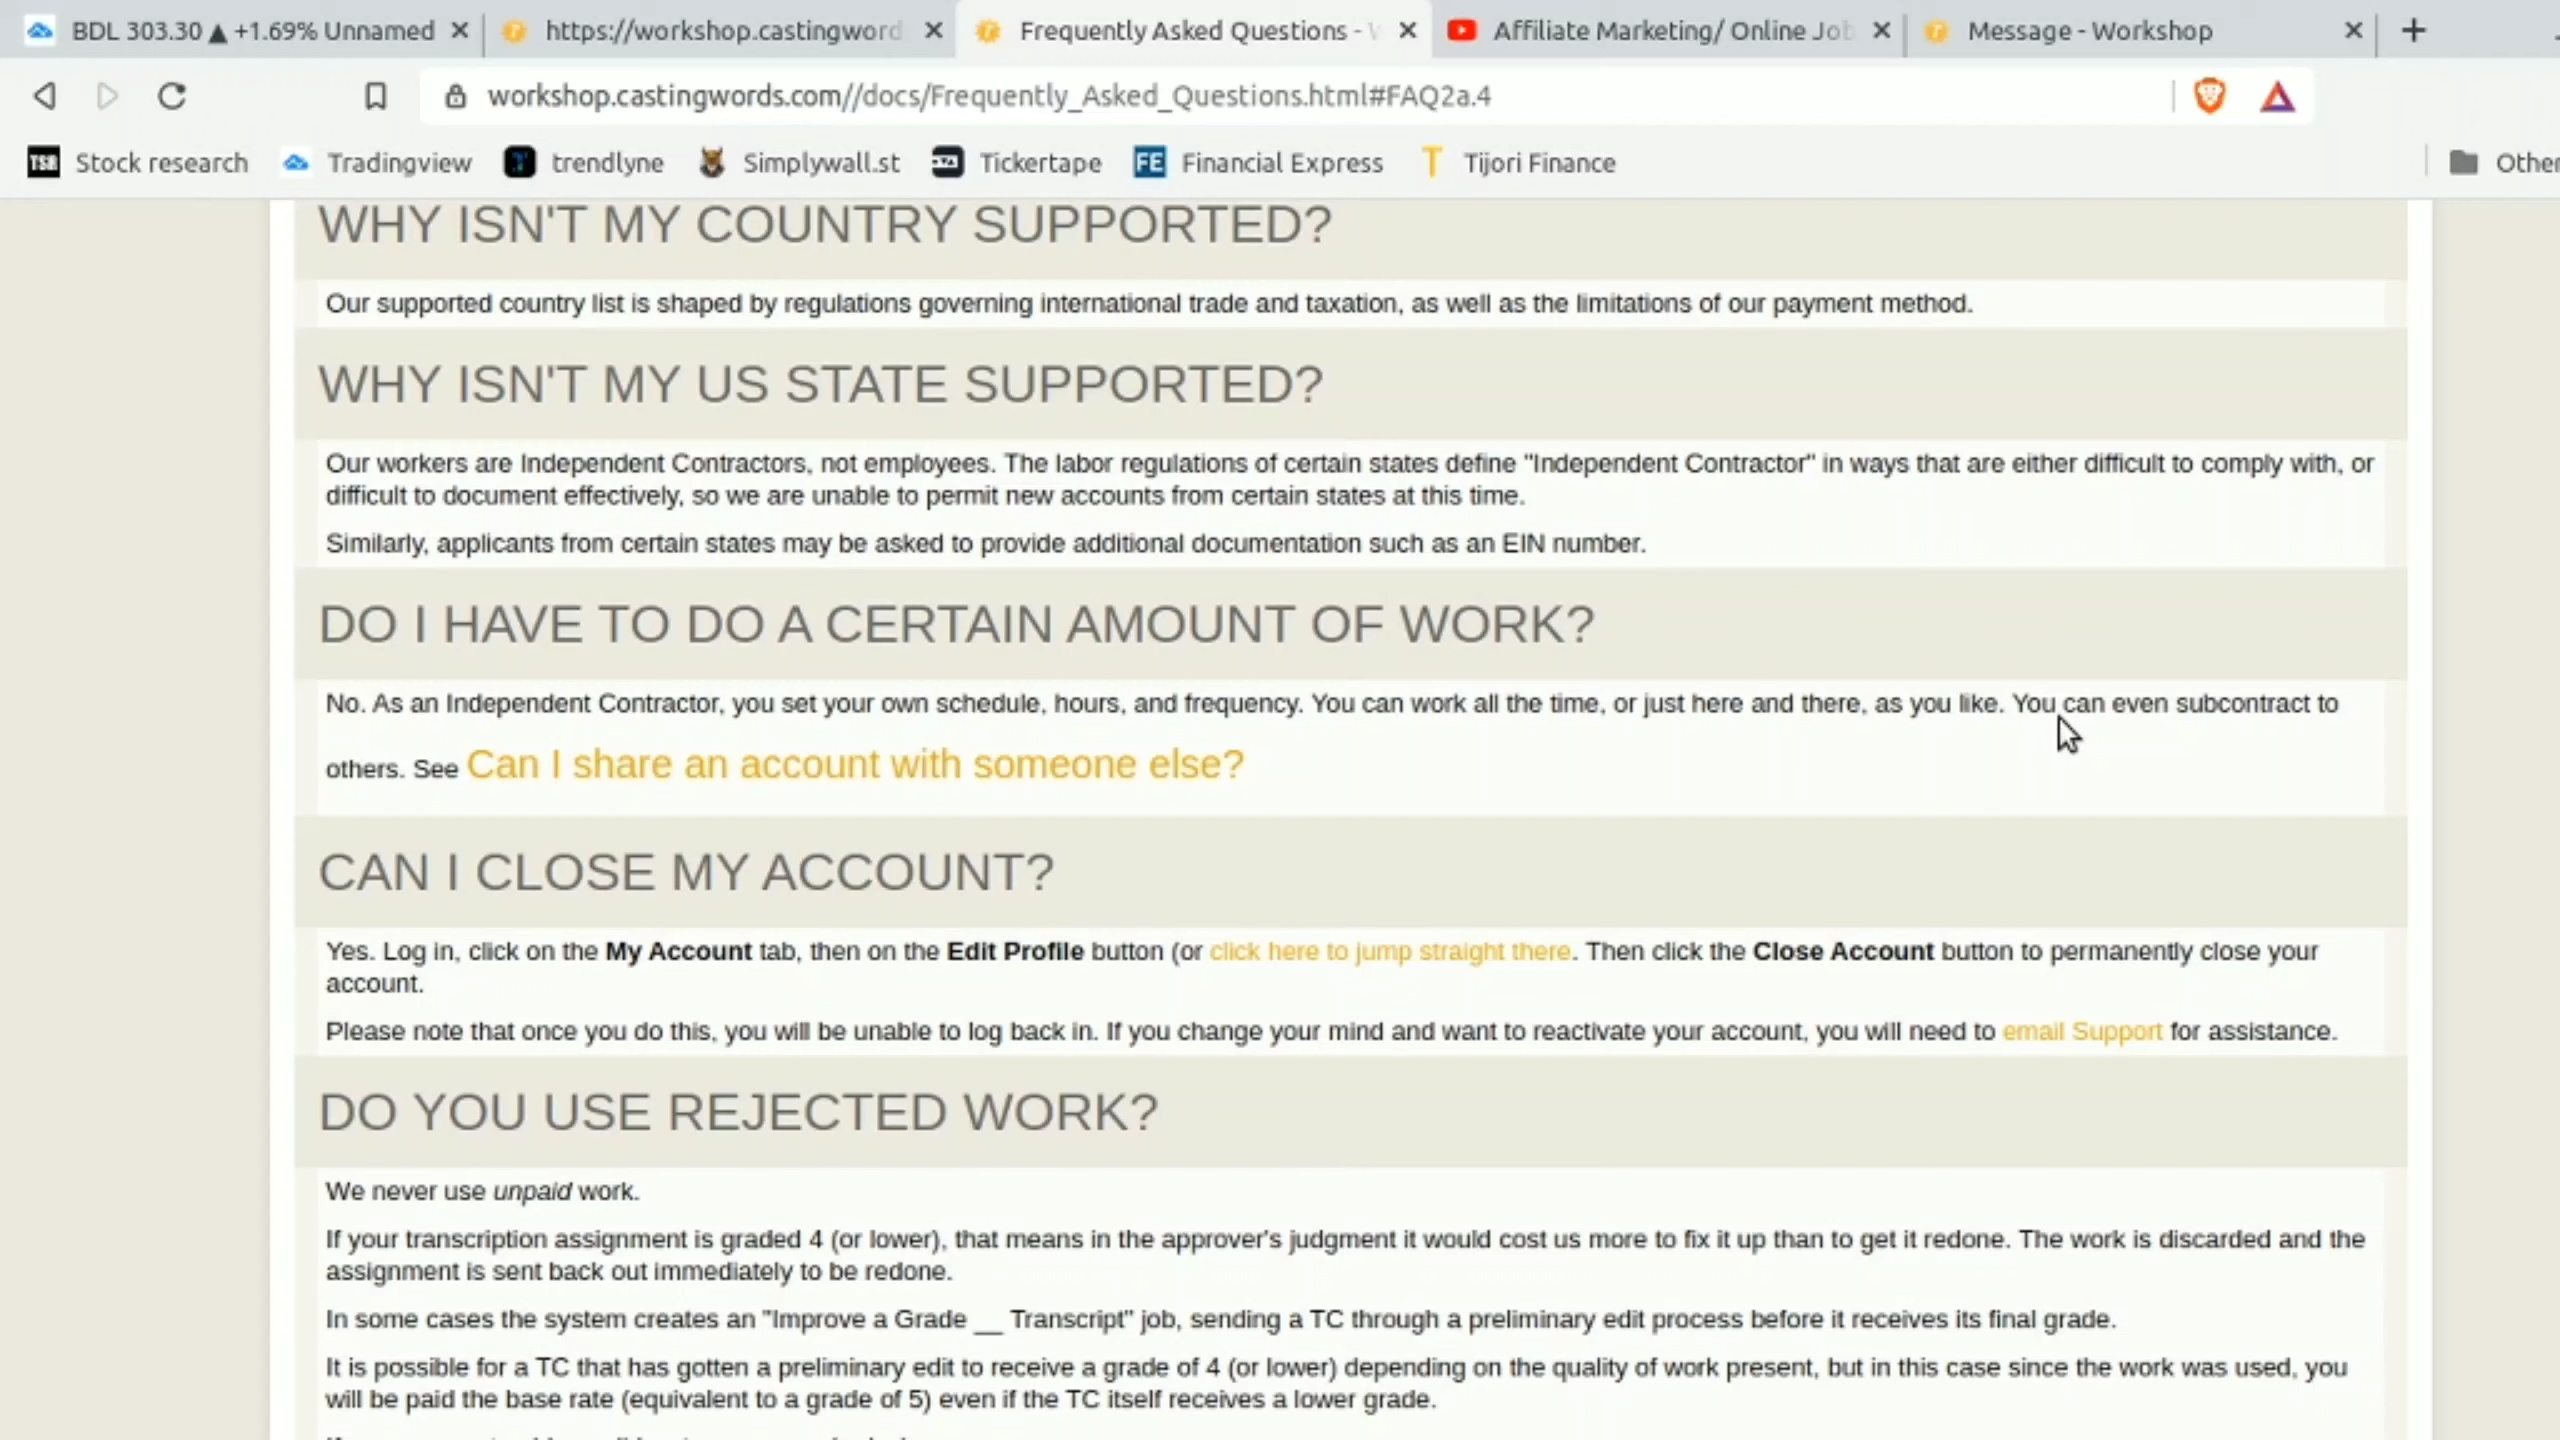 BDL 303.30 ▲ +1.69% Unnamed
https://workshop.castingword
Frequently Asked Questions -
Affiliate Marketing/ Online Job
Message - Workshop
workshop.castingwords.com//docs/Frequently_Asked_Questions.html#FAQ2a.4
TSR Stock research
Tradingview
trendlyne
Simplywall.st
Tickertape
FE Financial Express
Tijori Finance
Other
WHY ISN'T MY COUNTRY SUPPORTED?
Our supported country list is shaped by regulations governing international trade and taxation, as well as the limitations of our payment method.
WHY ISN'T MY US STATE SUPPORTED?
Our workers are Independent Contractors, not employees. The labor regulations of certain states define "Independent Contractor" in ways that are either difficult to comply with, or
difficult to document effectively, so we are unable to permit new accounts from certain states at this time.
Similarly, applicants from certain states may be asked to provide additional documentation such as an EIN number.
DO I HAVE TO DO A CERTAIN AMOUNT OF WORK?
No. As an Independent Contractor, you set your own schedule, hours, and frequency. You can work all the time, or just here and there, as you like. You can even subcontract to
others. See Can I share an account with someone else?
CAN I CLOSE MY ACCOUNT?
Yes. Log in, click on the My Account tab, then on the Edit Profile button (or click here to jump straight there. Then click the Close Account button to permanently close your
account.
Please note that once you do this, you will be unable to log back in. If you change your mind and want to reactivate your account, you will need to email Support for assistance.
DO YOU USE REJECTED WORK?
We never use unpaid work.
If your transcription assignment is graded 4 (or lower), that means in the approver's judgment it would cost us more to fix it up than to get it redone. The work is discarded and the
assignment is sent back out immediately to be redone.
In some cases the system creates an "Improve a Grade __ Transcript" job, sending a TC through a preliminary edit process before it receives its final grade.
It is possible for a TC that has gotten a preliminary edit to receive a grade of 4 (or lower) depending on the quality of work present, but in this case since the work was used, you
will be paid the base rate (equivalent to a grade of 5) even if the TC itself receives a lower grade.